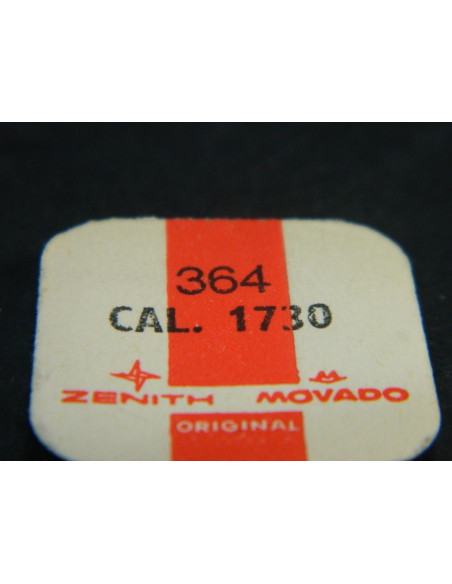 364
CAL. 1730
ZENITH MOVADO
ORIGINAL